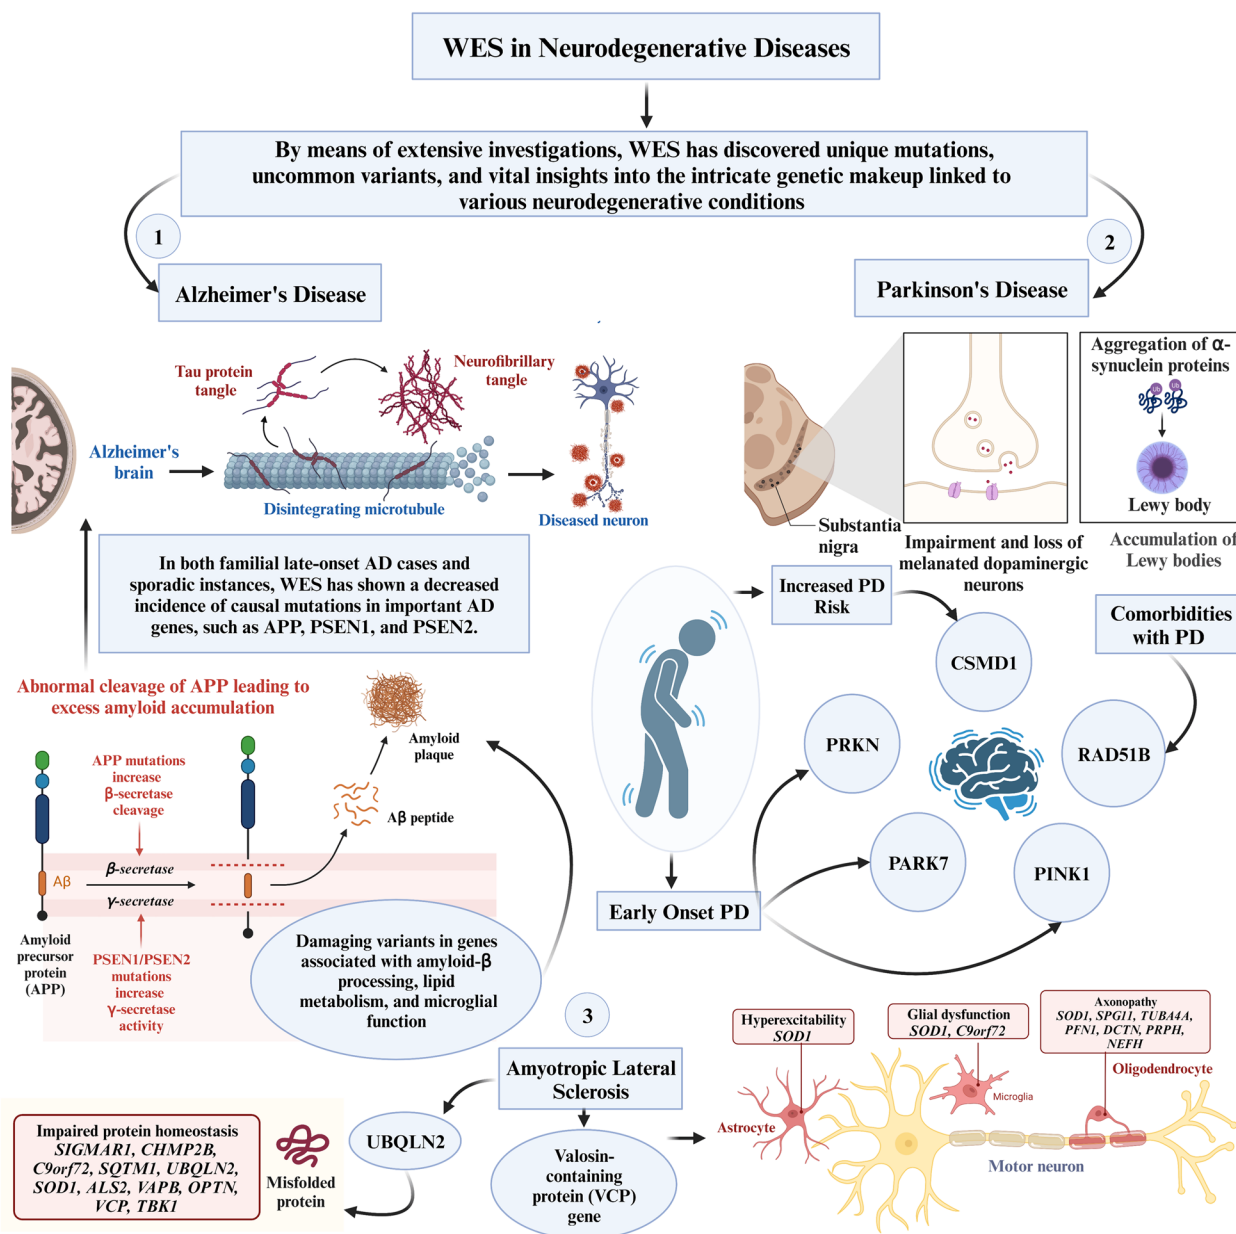 WES in Neurodegenerative Diseases
By means of extensive investigations, WES has discovered unique mutations,
uncommon variants, and vital insights into the intricate genetic makeup linked to
various neurodegenerative conditions
1
2
Alzheimer's Disease
Parkinson's Disease
Tau protein
tangle
Neurofibrillary
tangle
Alzheimer's
brain
Disintegrating microtubule
Diseased neuron
Substantia
nigra
Impairment and loss of
melanated dopaminergic
neurons
Aggregation of α-
synuclein proteins
Ub
Ub
Lewy body
Accumulation of
Lewy bodies
In both familial late-onset AD cases and
sporadic instances, WES has shown a decreased
incidence of causal mutations in important AD
genes, such as APP, PSEN1, and PSEN2.
Increased PD
Risk
Comorbidities
with PD
CSMD1
PRKN
RAD51B
PARK7
PINK1
Early Onset PD
Abnormal cleavage of APP leading to
excess amyloid accumulation
Amyloid
plaque
APP mutations
increase
β-secretase
cleavage
Aβ peptide
β-secretase
Aβ
γ-secretase
Amyloid
precursor
protein
(APP)
PSEN1/PSEN2
mutations
increase
γ-secretase
activity
Damaging variants in genes
associated with amyloid-β
processing, lipid
metabolism, and microglial
function
3
Amyotropic Lateral
Sclerosis
UBQLN2
Valosin-
containing
protein (VCP)
gene
Impaired protein homeostasis
SIGMAR1, CHMP2B,
C9orf72, SQTM1, UBQLN2,
SOD1, ALS2, VAPB, OPTN,
VCP, TBK1
Misfolded
protein
Hyperexcitability
SOD1
Glial dysfunction
SOD1, C9orf72
Axonopathy
SOD1, SPG11, TUBA4A,
PFN1, DCTN, PRPH,
NEFH
Oligodendrocyte
Microglia
Astrocyte
Motor neuron